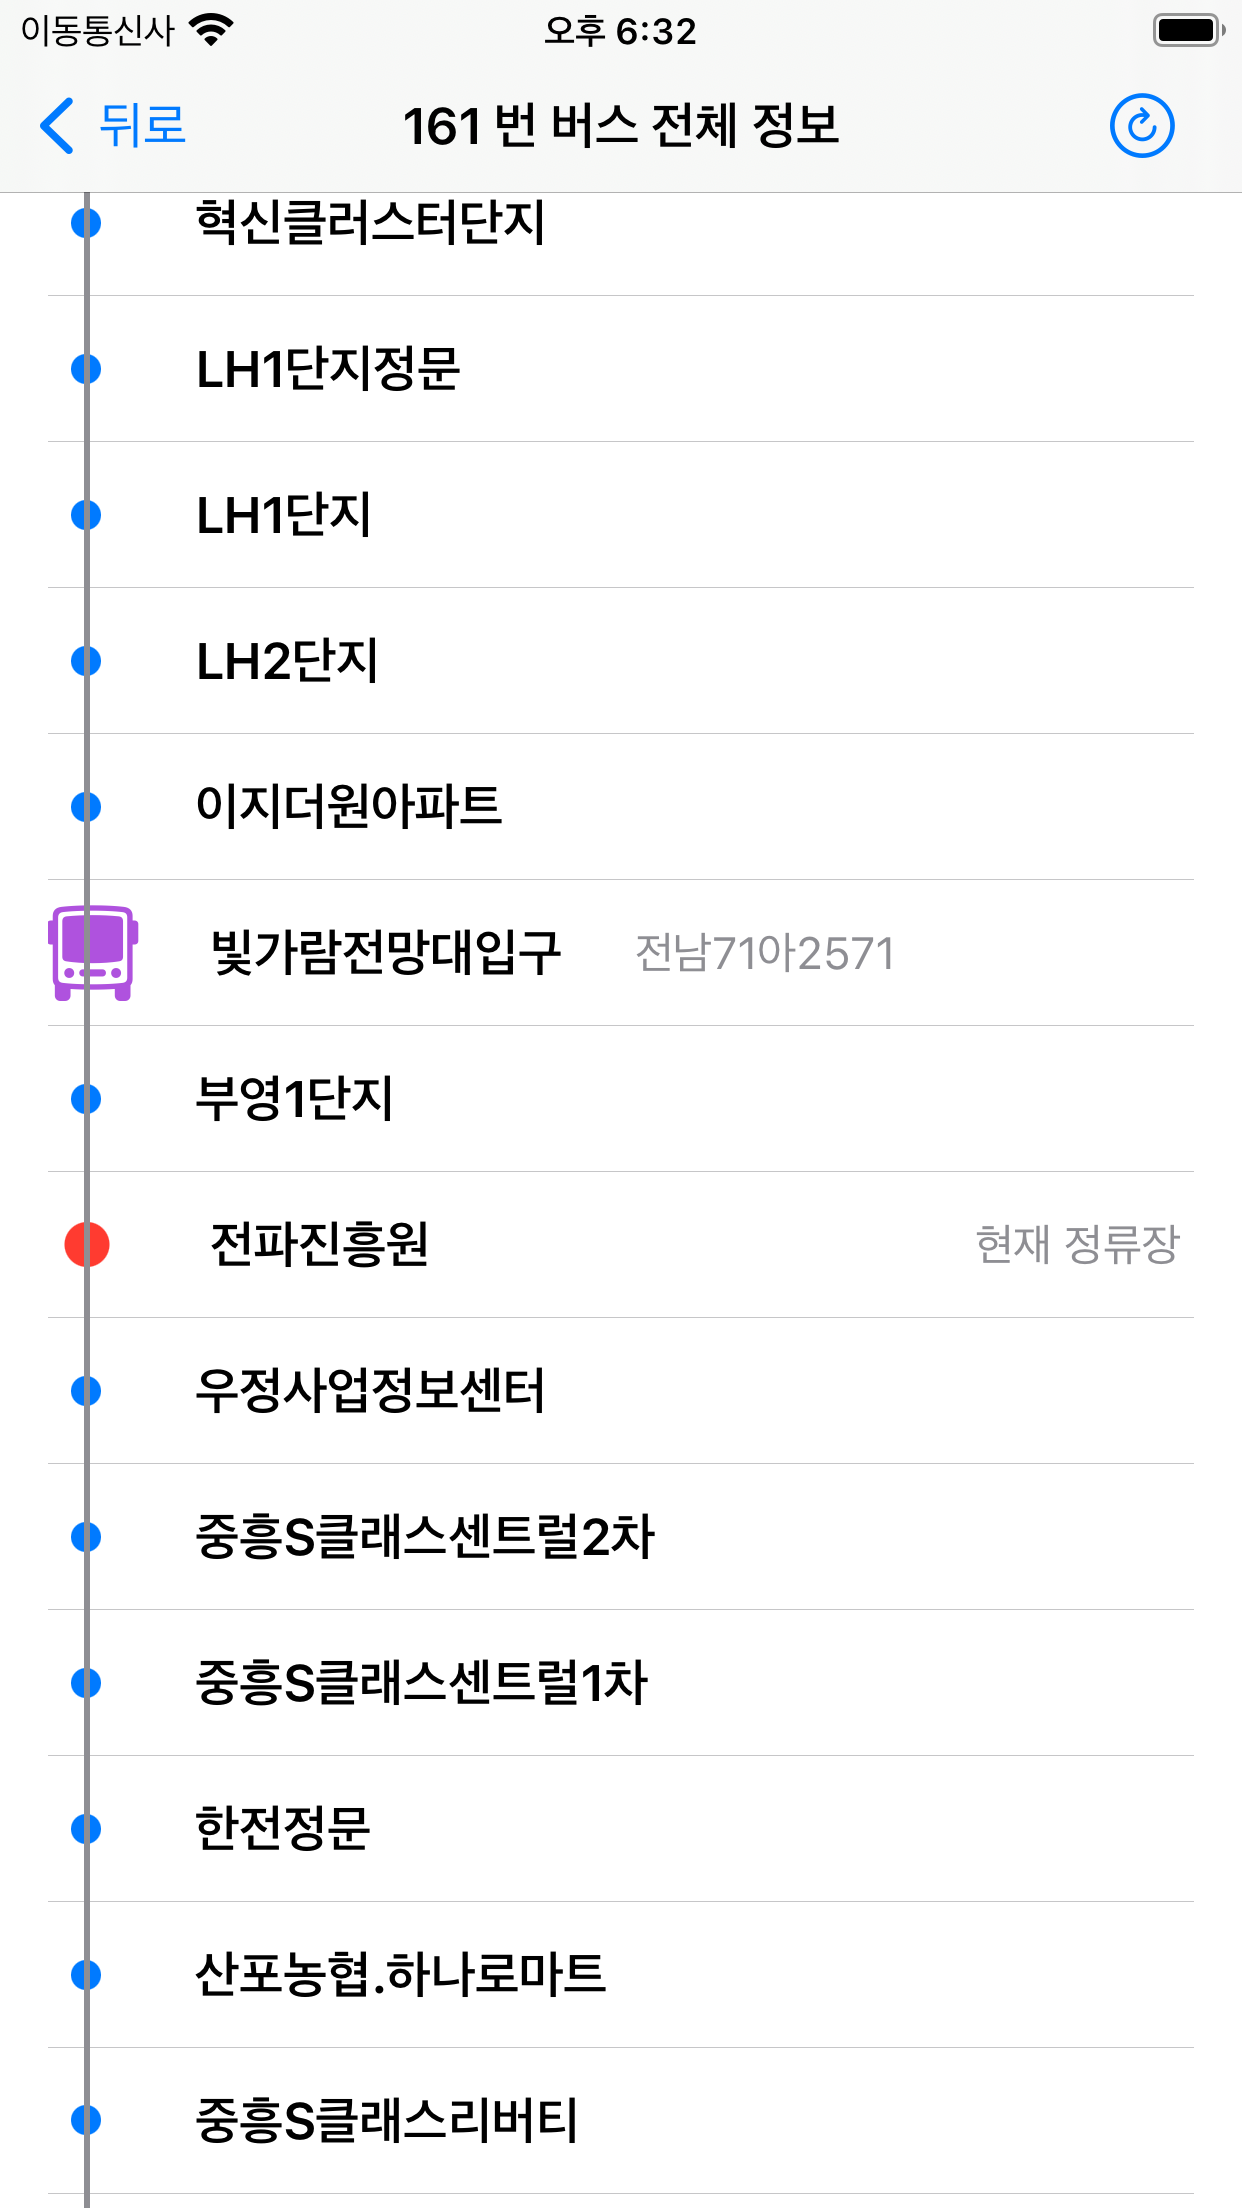 이동통신사
오후 6:32
뒤로
161 번 버스 전체 정보
혁신클러스터단지
LH1단지정문
LH1단지
LH2단지
이지더원아파트
빛가람전망대입구 전남71아2571
부영1단지
전파진흥원 현재 정류장
우정사업정보센터
중흥S클래스센트럴2차
중흥S클래스센트럴1차
한전정문
산포농협.하나로마트
중흥S클래스리버티